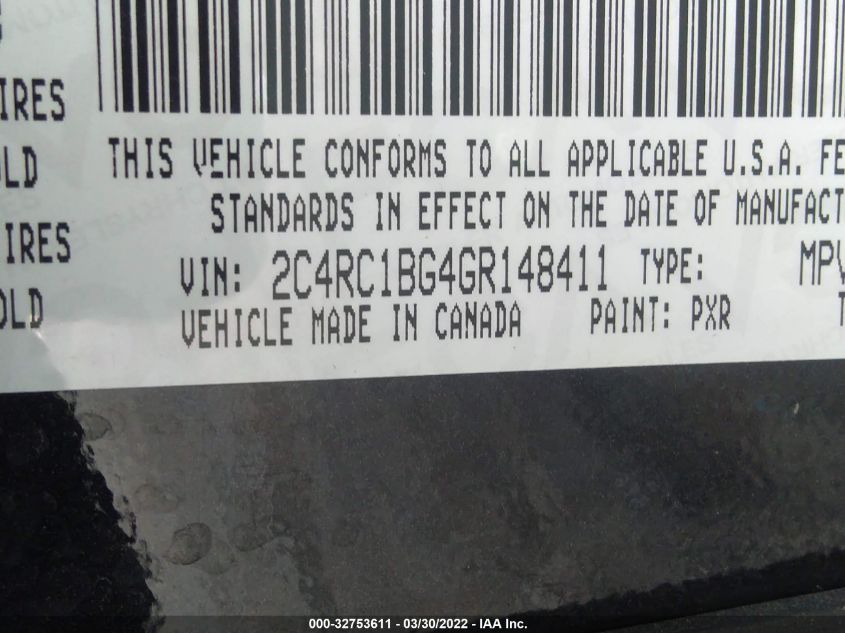 IRES
OLD
THIS VEHICLE CONFORMS TO ALL APPLICABLE U.S.A. FE
STANDARDS IN EFFECT ON THE DATE OF MANUFACT
IRES
OLD
VIN: 2C4RC1BG4GR148411 TYPE: MPV
VEHICLE MADE IN CANADA PAINT: PXR T
000-32753611 - 03/30/2022 - IAA Inc.